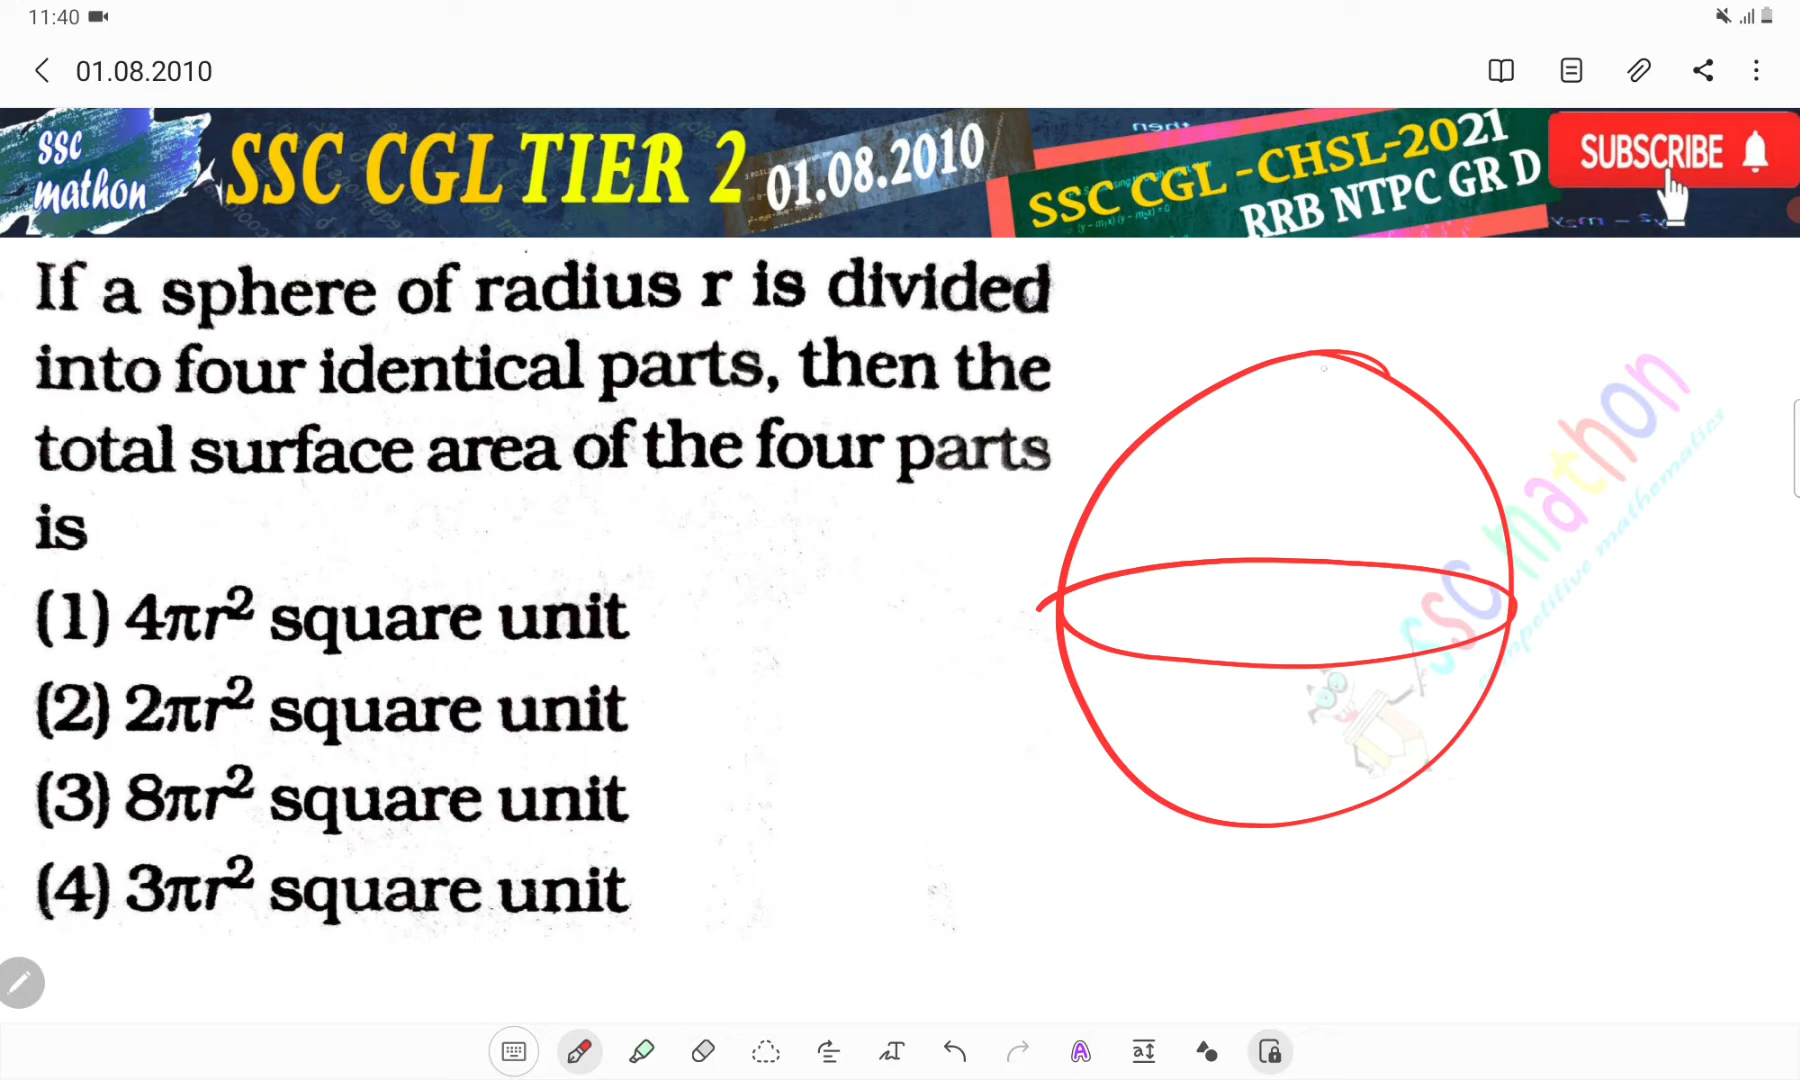 11:40
01.08.2010
SSC
mathon
SSC CGL TIER 2
01.08.2010
SSC CGL -CHSL-2021
RRB NTPC GR D
SUBSCRIBE
If a sphere of radius r is divided
into four identical parts, then the
total surface area of the four parts
is
(1) 4πr² square unit
(2) 2πr² square unit
(3) 8πr² square unit
(4) 3πr² square unit
SSC mathon
mathematics